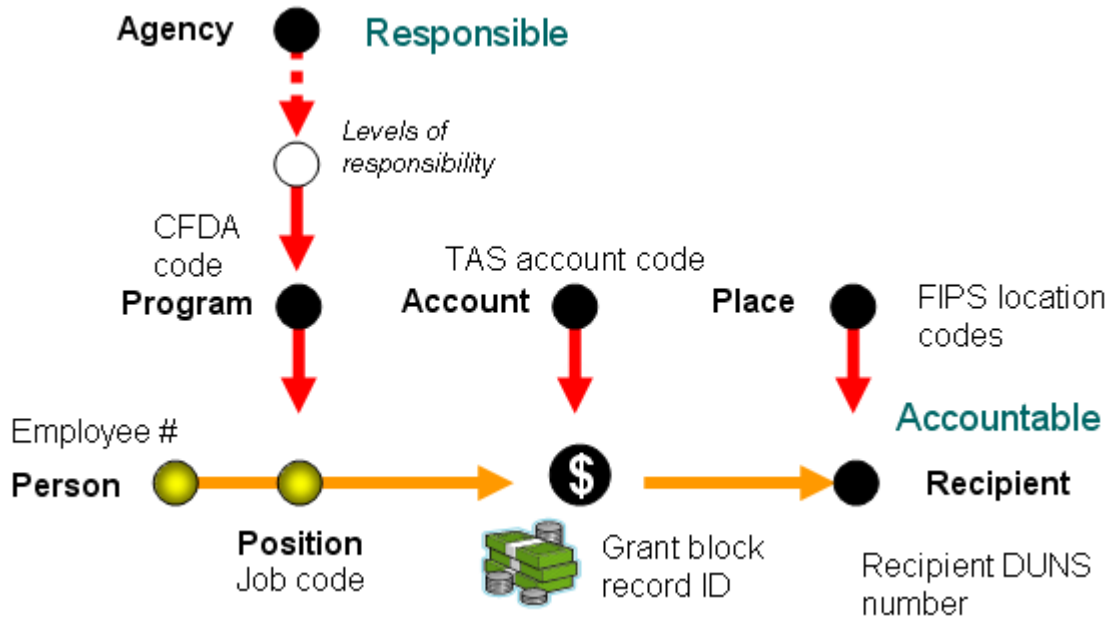 Agency
Responsible
Levels of
responsibility
CFDA
code
Program
TAS account code
Account
Place
FIPS location
codes
Employee #
Person
Accountable
$
Recipient
Position
Job code
Grant block
record ID
Recipient DUNS
number